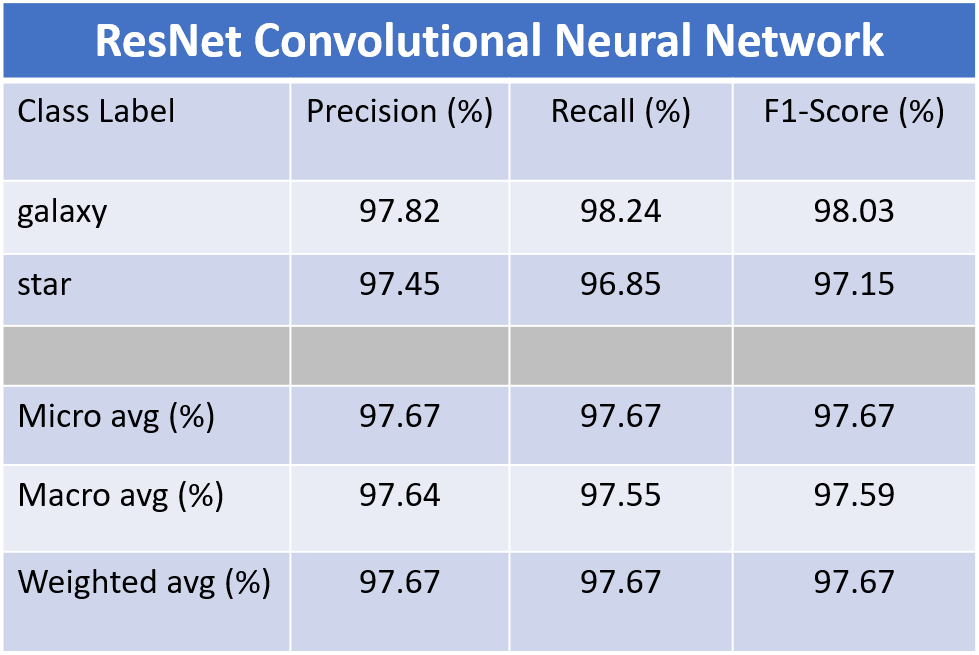 ResNet Convolutional Neural Network
Class Label Precision (%) Recall (%) F1-Score (%)
galaxy 97.82 98.24 98.03
star 97.45 96.85 97.15
Micro avg (%) 97.67 97.67 97.67
Macro avg (%) 97.64 97.55 97.59
Weighted avg (%) 97.67 97.67 97.67